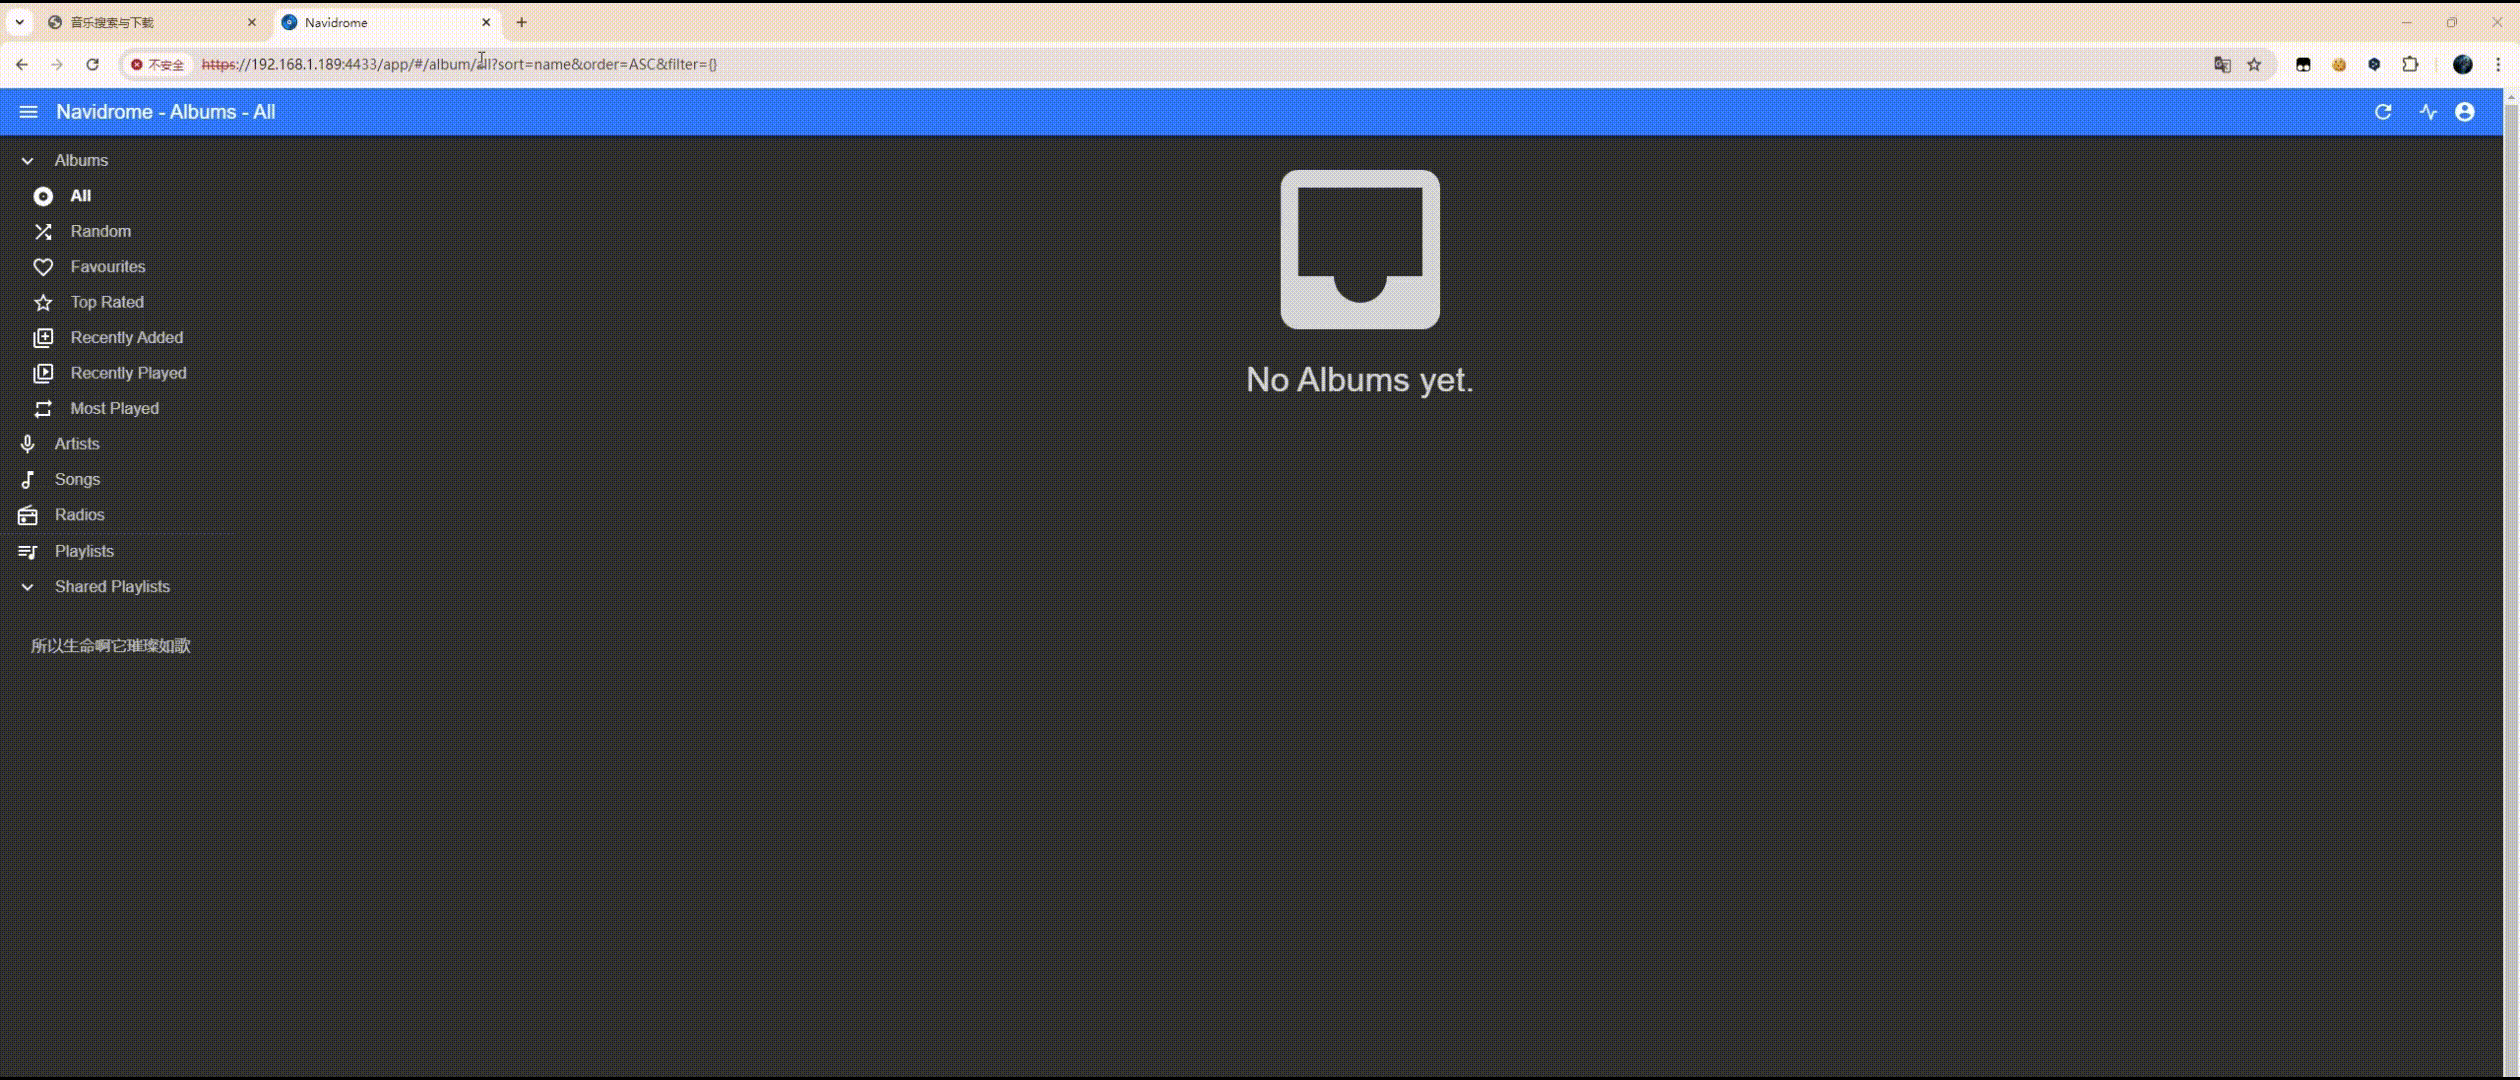 音乐搜索与下载
Navidrome
不安全
https://192.168.1.189:4433/app/#/album/all?sort=name&order=ASC&filter={}
Navidrome - Albums - All
Albums
All
Random
Favourites
Top Rated
Recently Added
Recently Played
Most Played
Artists
Songs
Radios
Playlists
Shared Playlists
所以生命啊它璀璨如歌
No Albums yet.